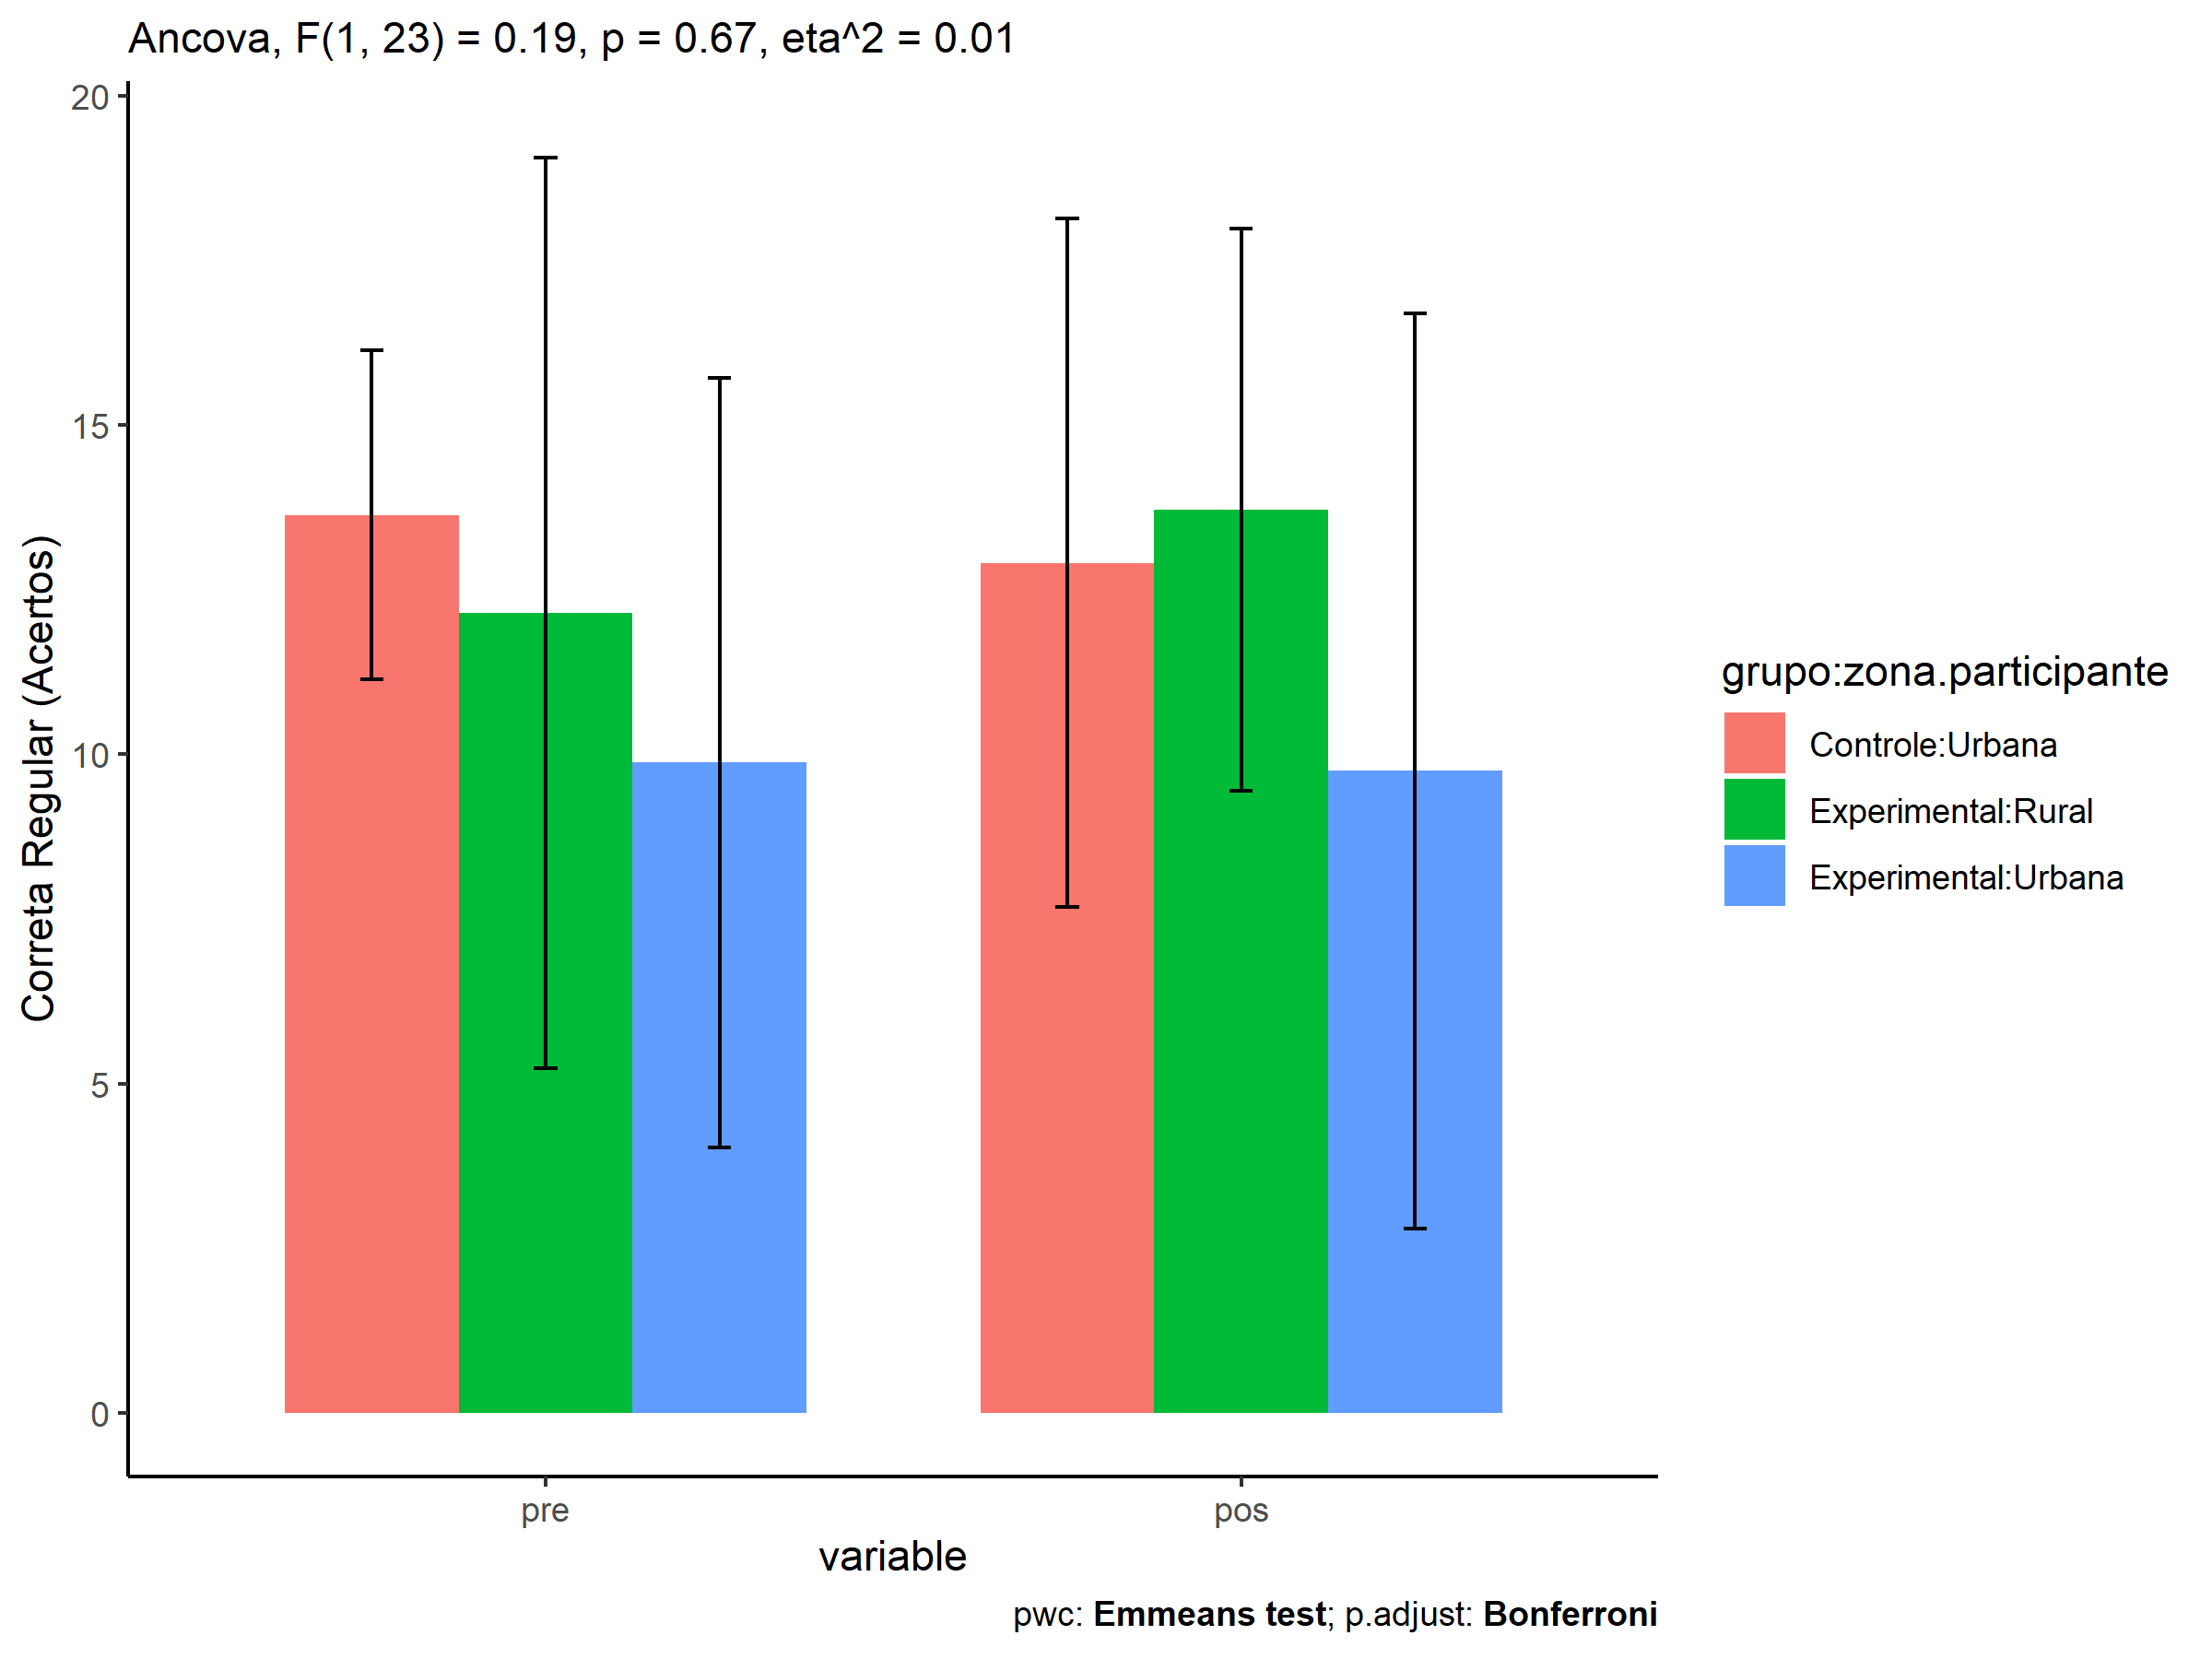 Ancova, F(1, 23) = 0.19, p = 0.67, eta^2 = 0.01
20
15
10
5
0
Correta Regular (Acertos)
pre
pos
variable
grupo:zona.participante
Controle:Urbana
Experimental:Rural
Experimental:Urbana
pwc: Emmeans test; p.adjust: Bonferroni